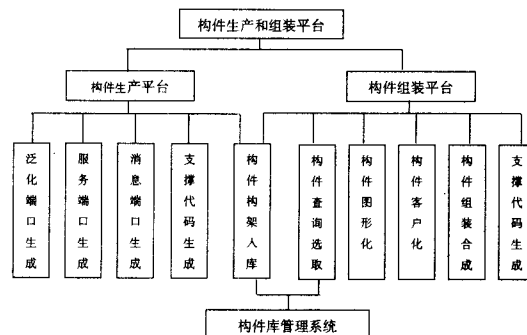 构件生产和组装平台
构件生产平台
构件组装平台
泛化端口生成
服务端口生成
消息端口生成
支撑代码生成
构件构架入库
构件查询选取
构件图形化
构件客户化
构件组装合成
支撑代码生成
构件库管理系统